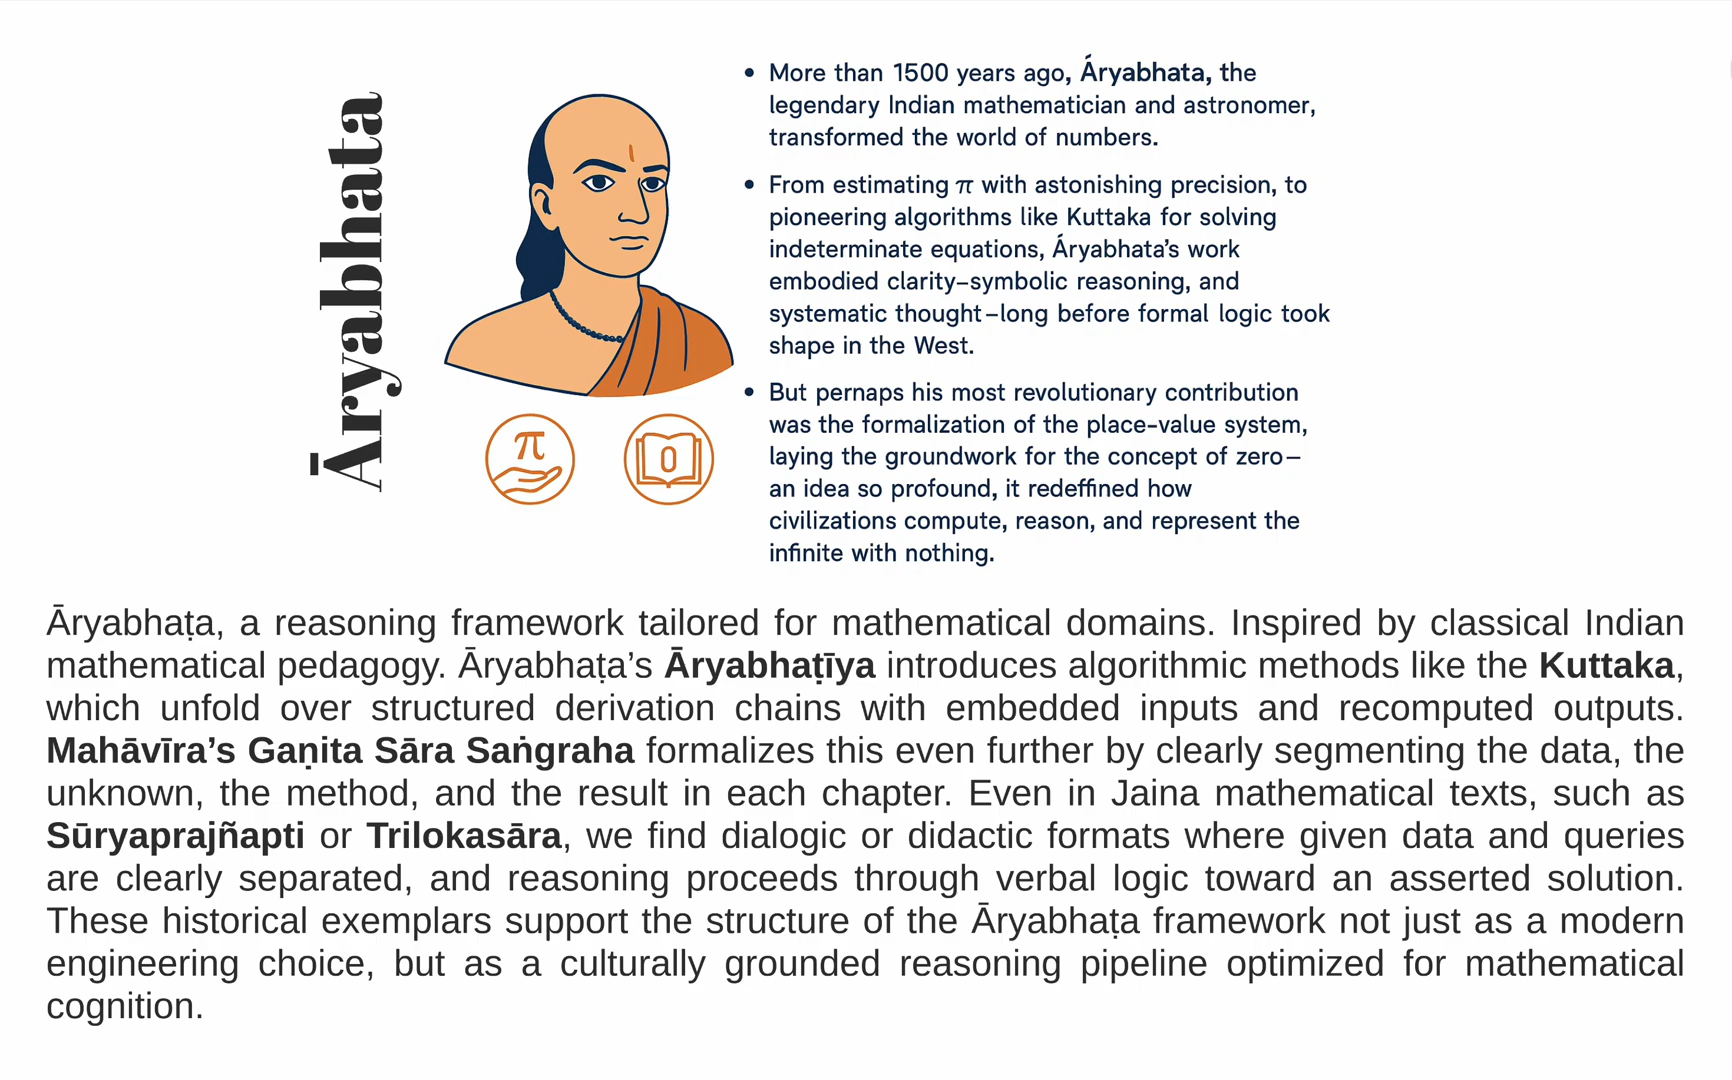 Āryabhata
• More than 1500 years ago, Áryabhata, the
legendary Indian mathematician and astronomer,
transformed the world of numbers.
• From estimating π with astonishing precision, to
pioneering algorithms like Kuttaka for solving
indeterminate equations, Áryabhata's work
embodied clarity–symbolic reasoning, and
systematic thought–long before formal logic took
shape in the West.
• But pernaps his most revolutionary contribution
was the formalization of the place-value system,
laying the groundwork for the concept of zero–
an idea so profound, it redeffined how
civilizations compute, reason, and represent the
infinite with nothing.
π
0
Āryabhaṭa, a reasoning framework tailored for mathematical domains. Inspired by classical Indian
mathematical pedagogy. Āryabhaṭa’s Āryabhaṭīya introduces algorithmic methods like the Kuttaka,
which unfold over structured derivation chains with embedded inputs and recomputed outputs.
Mahāvīra’s Gaṇita Sāra Saṅgraha formalizes this even further by clearly segmenting the data, the
unknown, the method, and the result in each chapter. Even in Jaina mathematical texts, such as
Sūryaprajñapti or Trilokasāra, we find dialogic or didactic formats where given data and queries
are clearly separated, and reasoning proceeds through verbal logic toward an asserted solution.
These historical exemplars support the structure of the Āryabhaṭa framework not just as a modern
engineering choice, but as a culturally grounded reasoning pipeline optimized for mathematical
cognition.